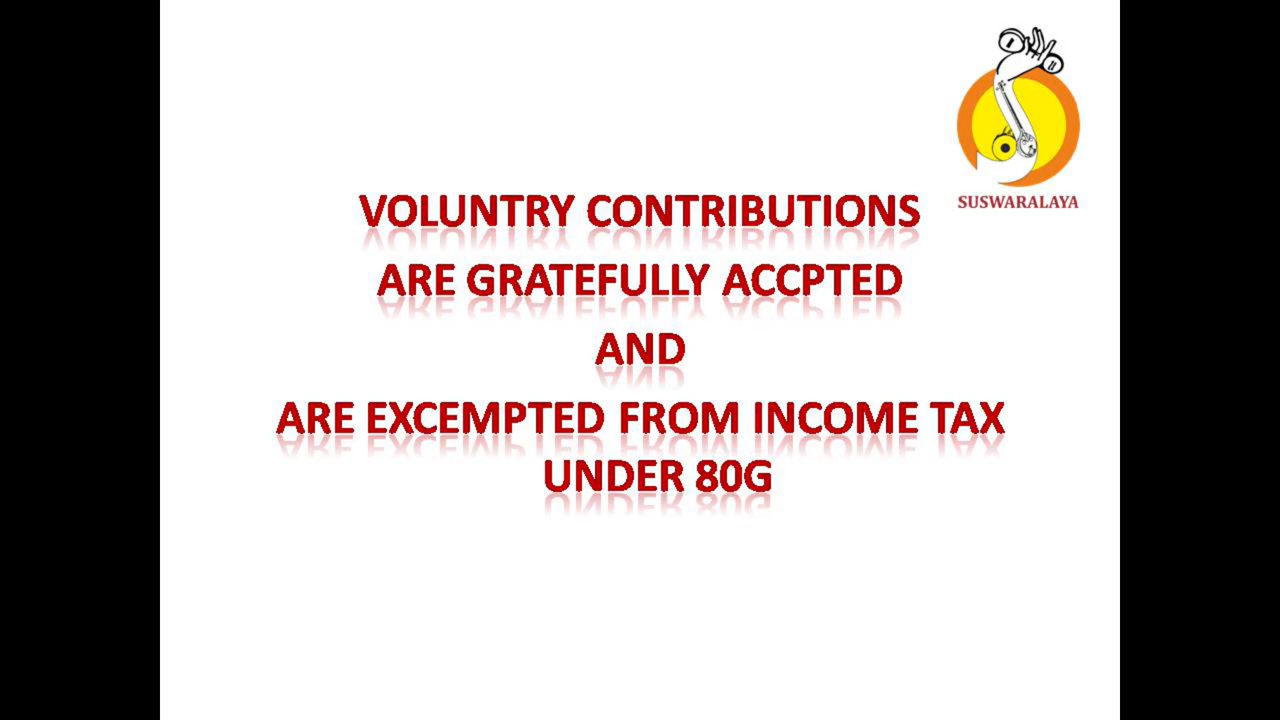 SUSWARALAYA
VOLUNTRY CONTRIBUTIONS
ARE GRATEFULLY ACCPTED
AND
ARE EXCEMPTED FROM INCOME TAX
UNDER 80G